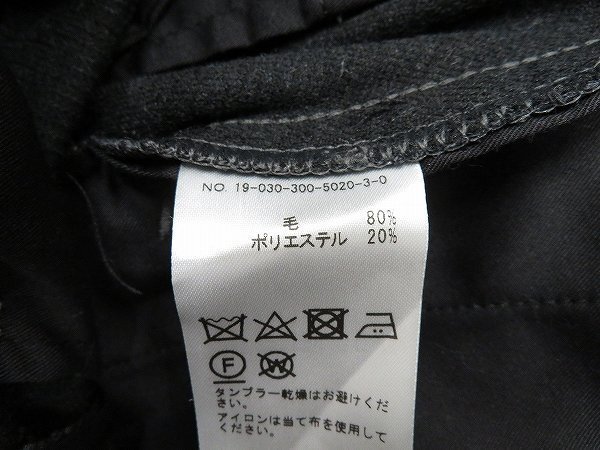 NO. 19-030-300-5020-3-0
毛 80%
ポリエステル 20%
F W
タンブラー乾燥はお避けくだ
さい。
アイロンは当て布を使用して
ください。